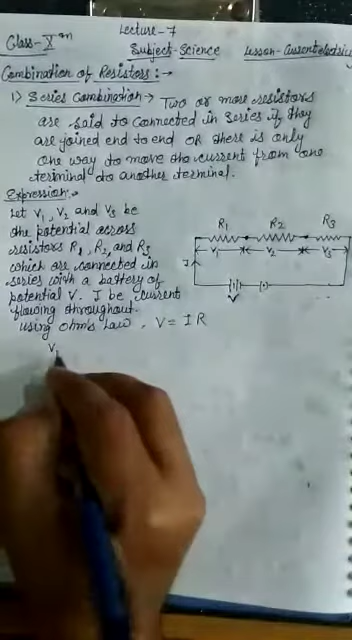 Lecture-7
Class-X
Subject-Science
Lesson-Current electricity
Combination of Resistors:→
1) Series Combination→ Two or more resistors
are said to connected in series if they
are joined end to end OR there is only
one way to move the current from one
terminal to another terminal.
Expression:-
Let V1, V2 and V3 be
the potential across
resistors R1, R2, and R3
which are connected in
series with a battery of
potential V. I be current
flowing throughout.
using ohm's law, V = IR
V1
R1 R2 R3
V1 V2 V3
I
V